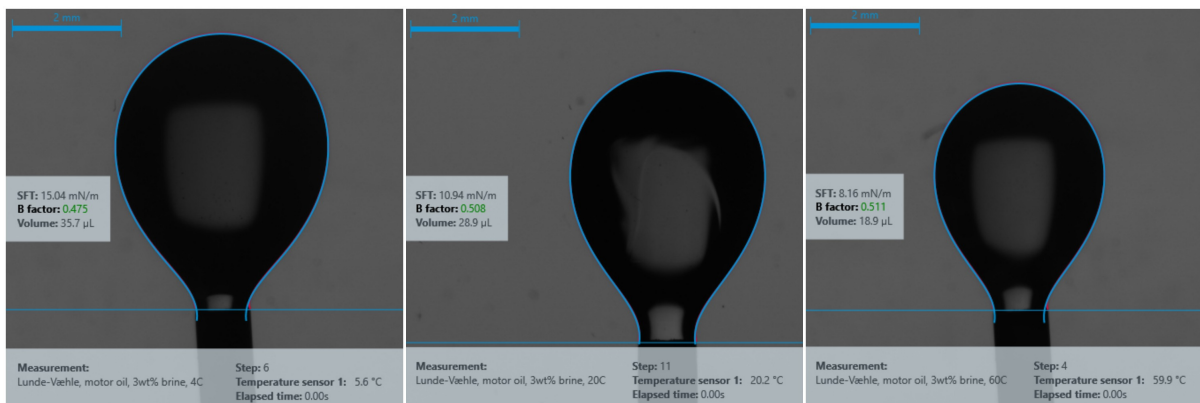 2 mm
SFT: 15.04 mN/m
B factor: 0.475
Volume: 35.7 µL
Measurement:
Lunde-Væhle, motor oil, 3wt% brine, 4C
Step: 6
Temperature sensor 1: 5.6 °C
Elapsed time: 0.00s
2 mm
SFT: 10.94 mN/m
B factor: 0.508
Volume: 28.9 µL
Measurement:
Lunde-Væhle, motor oil, 3wt% brine, 20C
Step: 11
Temperature sensor 1: 20.2 °C
Elapsed time: 0.00s
2 mm
SFT: 8.16 mN/m
B factor: 0.511
Volume: 18.9 µL
Measurement:
Lunde-Væhle, motor oil, 3wt% brine, 60C
Step: 4
Temperature sensor 1: 59.9 °C
Elapsed time: 0.00s